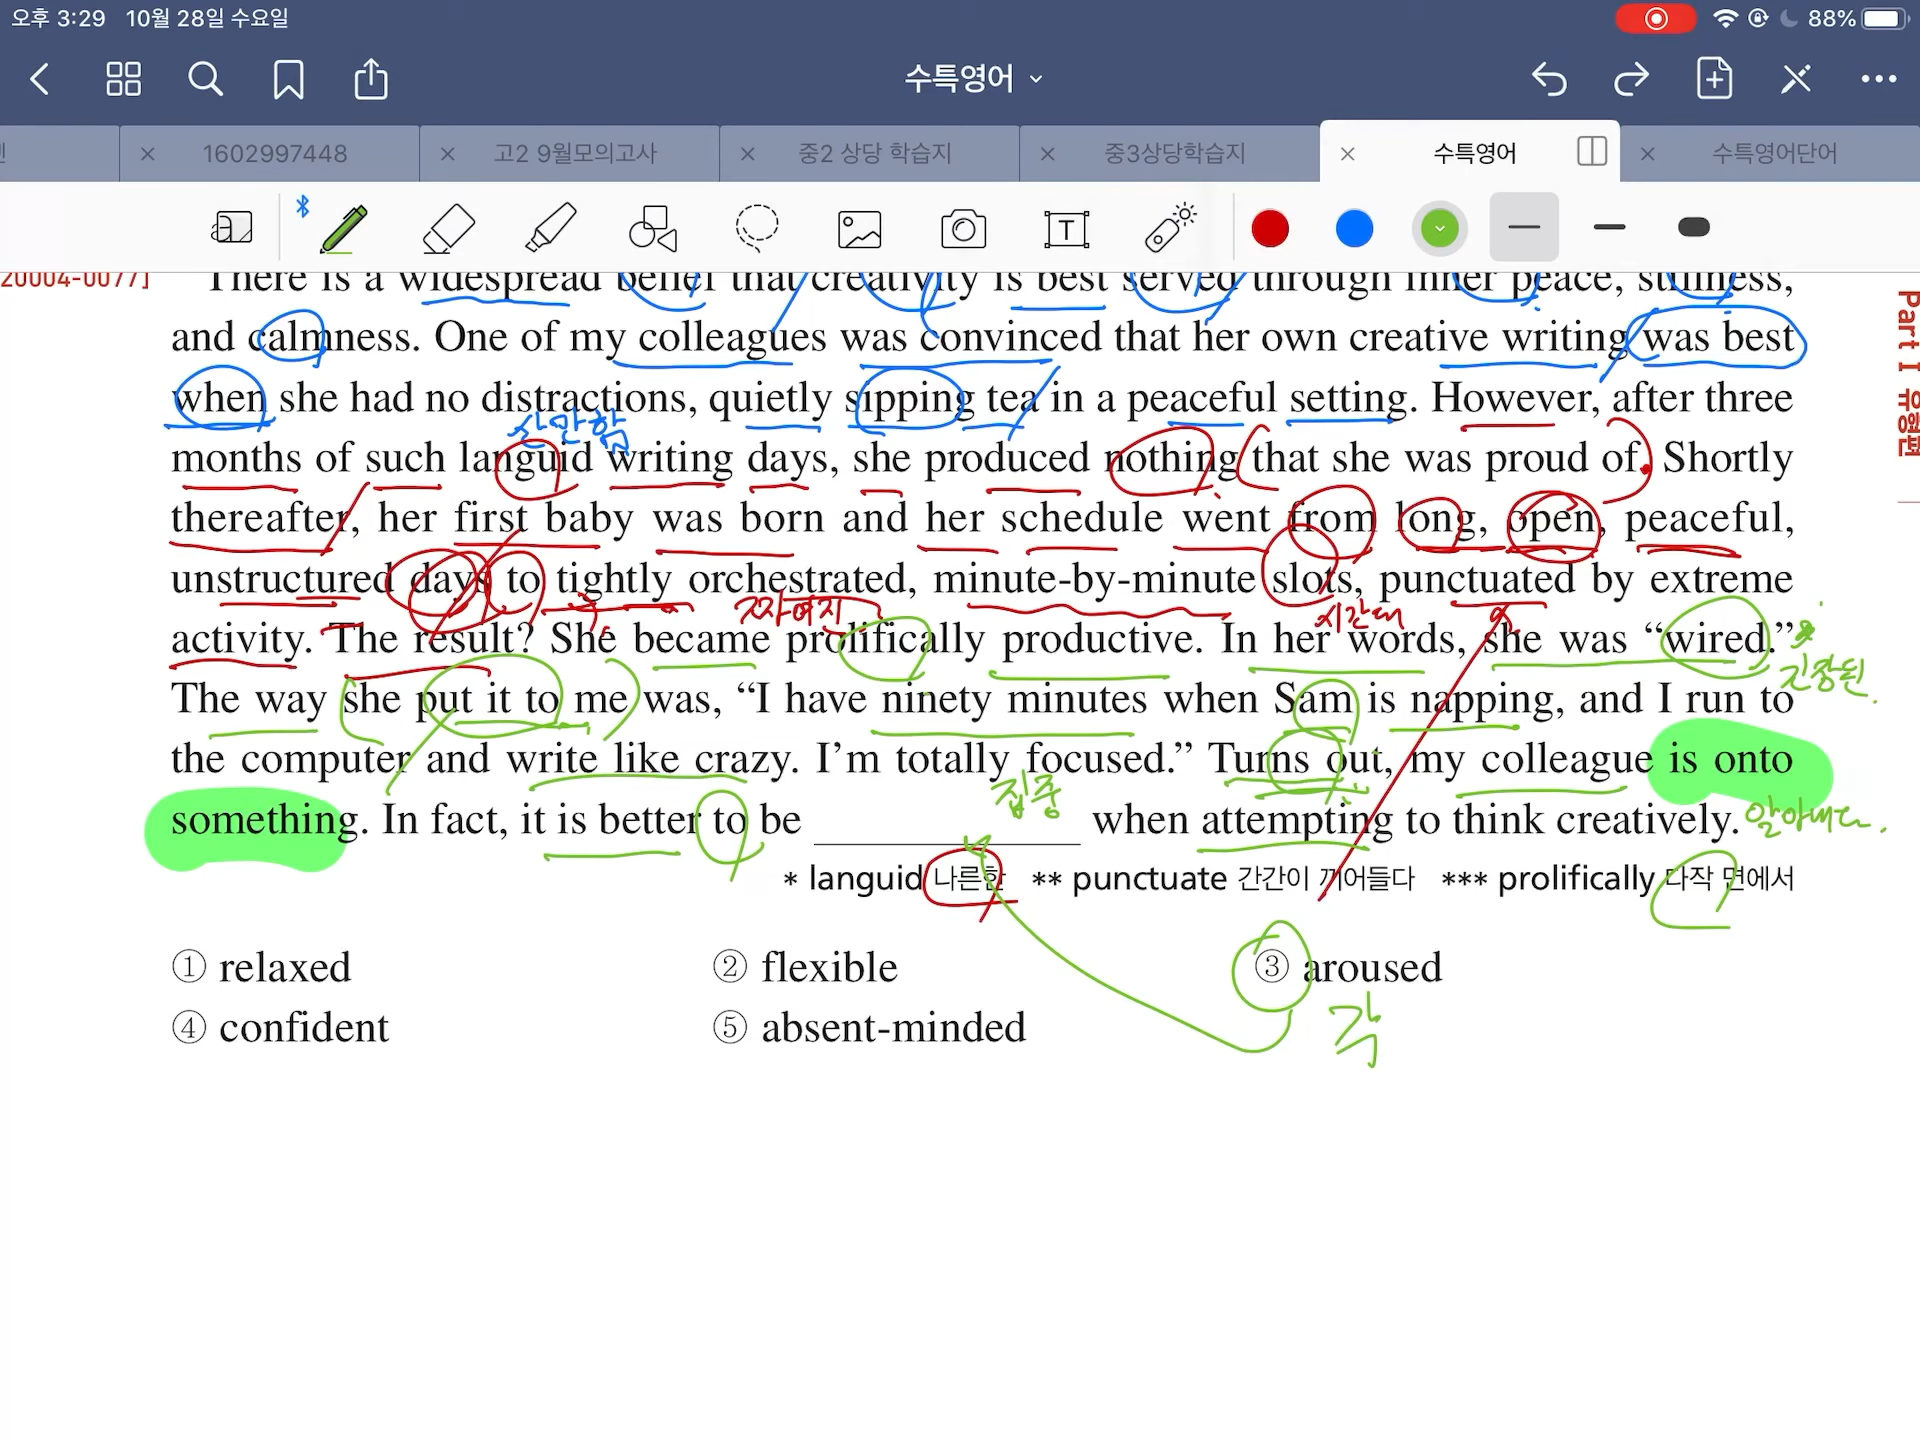 오후 3:29 10월 28일 수요일 88%
수특영어
1602997448 고2 9월모의고사 중2 상당 학습지 중3상당학습지 수특영어 수특영어단어
20004-0077] There is a widespread belief that creativity is best served through inner peace, stillness,
and calmness. One of my colleagues was convinced that her own creative writing was best
when she had no distractions, quietly sipping tea in a peaceful setting. However, after three
산만함
months of such languid writing days, she produced nothing that she was proud of. Shortly
thereafter, her first baby was born and her schedule went from long, open, peaceful,
unstructured days to tightly orchestrated, minute-by-minute slots, punctuated by extreme
짜여진 시간대
activity. The result? She became prolifically productive. In her words, she was “wired.”
긴장된
The way she put it to me was, “I have ninety minutes when Sam is napping, and I run to
the computer and write like crazy. I’m totally focused.” Turns out, my colleague is onto
집중
something. In fact, it is better to be when attempting to think creatively. 알아내다.
* languid 나른한 ** punctuate 간간이 끼어들다 *** prolifically 다작 면에서
① relaxed ② flexible ③ aroused
각
④ confident ⑤ absent-minded
Part I 유형편